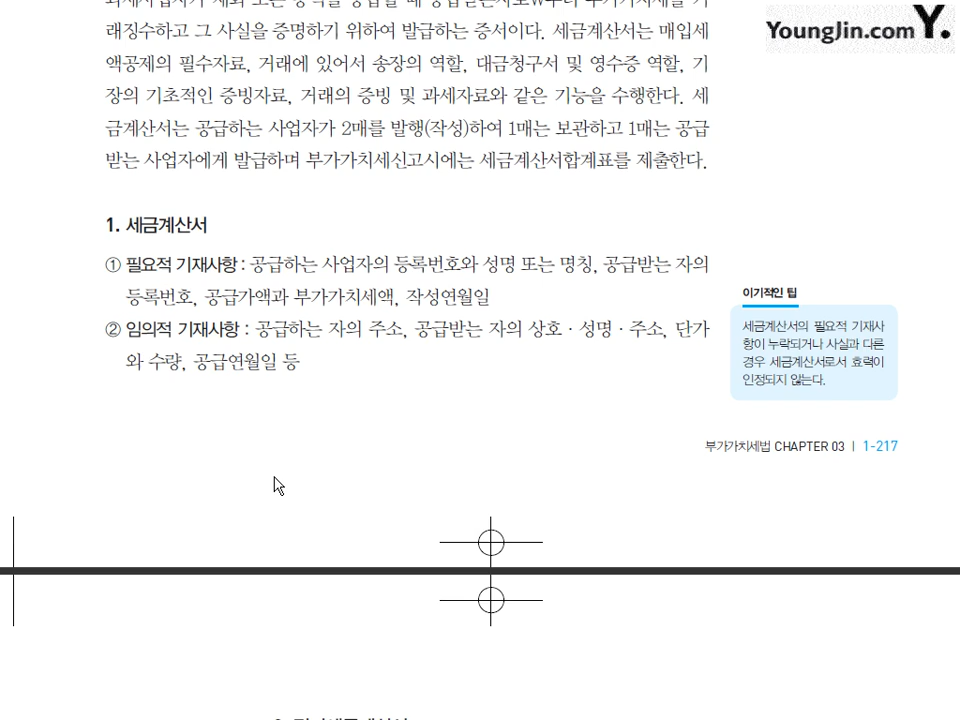 래징수하고 그 사실을 증명하기 위하여 발급하는 증서이다. 세금계산서는 매입세
액공제의 필수자료, 거래에 있어서 송장의 역할, 대금청구서 및 영수증 역할, 기
장의 기초적인 증빙자료, 거래의 증빙 및 과세자료와 같은 기능을 수행한다. 세
금계산서는 공급하는 사업자가 2매를 발행(작성)하여 1매는 보관하고 1매는 공급
받는 사업자에게 발급하며 부가가치세신고시에는 세금계산서합계표를 제출한다.
1. 세금계산서
① 필요적 기재사항 : 공급하는 사업자의 등록번호와 성명 또는 명칭, 공급받는 자의
등록번호, 공급가액과 부가가치세액, 작성연월일
② 임의적 기재사항 : 공급하는 자의 주소, 공급받는 자의 상호 · 성명 · 주소, 단가
와 수량, 공급연월일 등
이기적인 팁
세금계산서의 필요적 기재사
항이 누락되거나 사실과 다른
경우 세금계산서로서 효력이
인정되지 않는다.
부가가치세법 CHAPTER 03 | 1-217
YoungJin.com Y.